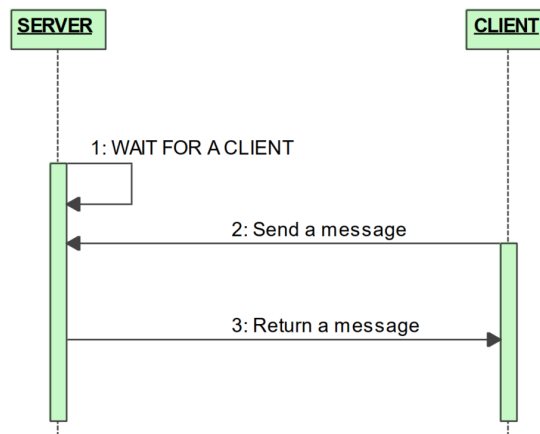 SERVER
CLIENT
1: WAIT FOR A CLIENT
2: Send a message
3: Return a message